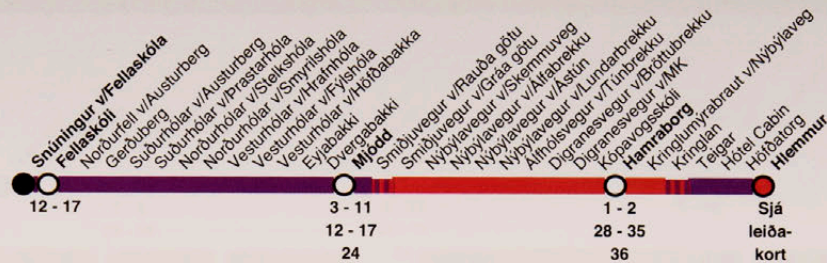 Snúningur v/Fellaskóla
Fellaskóli
Norðurfell v/Austurberg
Gerðuberg
Suðurhólar v/Austurberg
Suðurhólar v/Þrastarhóla
Norðurhólar v/Stelkshóla
Norðurhólar v/Smyrilshóla
Vesturhólar v/Hrafnhóla
Vesturhólar v/Fýlshóla
Vesturhólar v/Höfðabakka
Eyjabakki
Dvergabakki
Mjódd
Smiðjuvegur v/Rauða götu
Smiðjuvegur v/Gráa götu
Nýbýlavegur v/Skemmuveg
Nýbýlavegur v/Álfabrekku
Nýbýlavegur v/Ástún
Nýbýlavegur v/Lundarbrekku
Álfhólsvegur v/Túnbrekku
Digranesvegur v/Bröttubrekku
Digranesvegur v/MK
Kópavogsskóli
Hamraborg
Kringlumýrabraut v/Nýbýlaveg
Kringlan
Teigar
Hótel Cabin
Höfðatorg
Hlemmur
12 - 17
3 - 11
12 - 17
24
1 - 2
28 - 35
36
Sjá
leiða-
kort